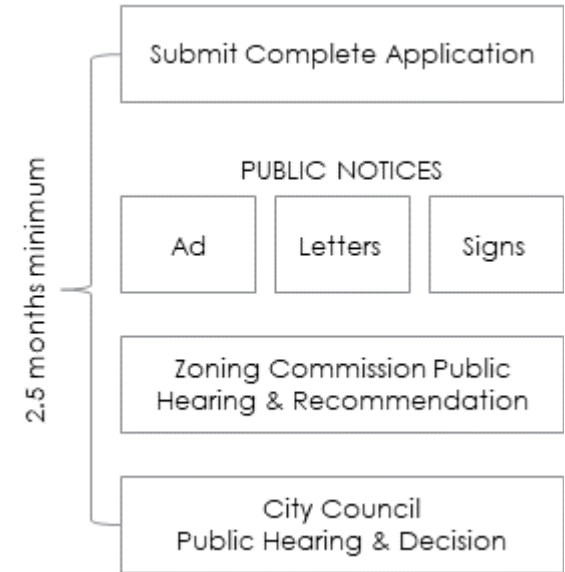 Submit Complete Application
PUBLIC NOTICES
Ad
Letters
Signs
2.5 months minimum
Zoning Commission Public
Hearing & Recommendation
City Council
Public Hearing & Decision